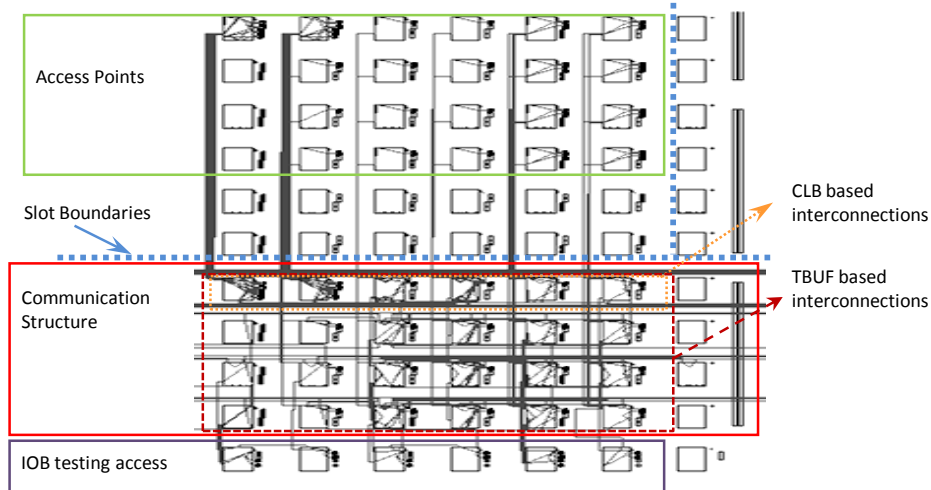 Access Points
Slot Boundaries
CLB based
interconnections
Communication
Structure
TBUF based
interconnections
IOB testing access